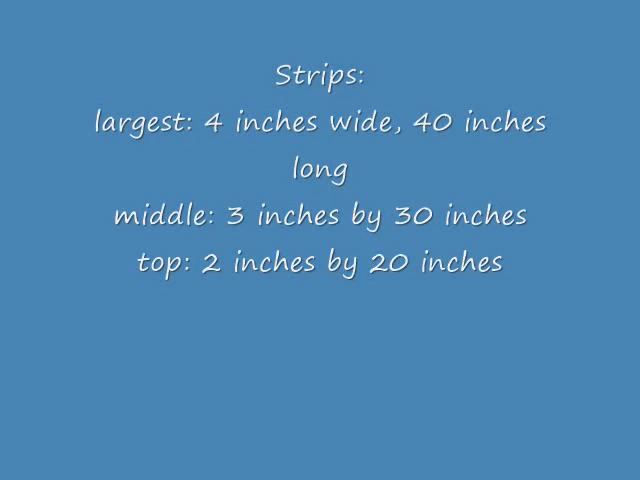 Strips:
largest: 4 inches wide, 40 inches
long
middle: 3 inches by 30 inches
top: 2 inches by 20 inches